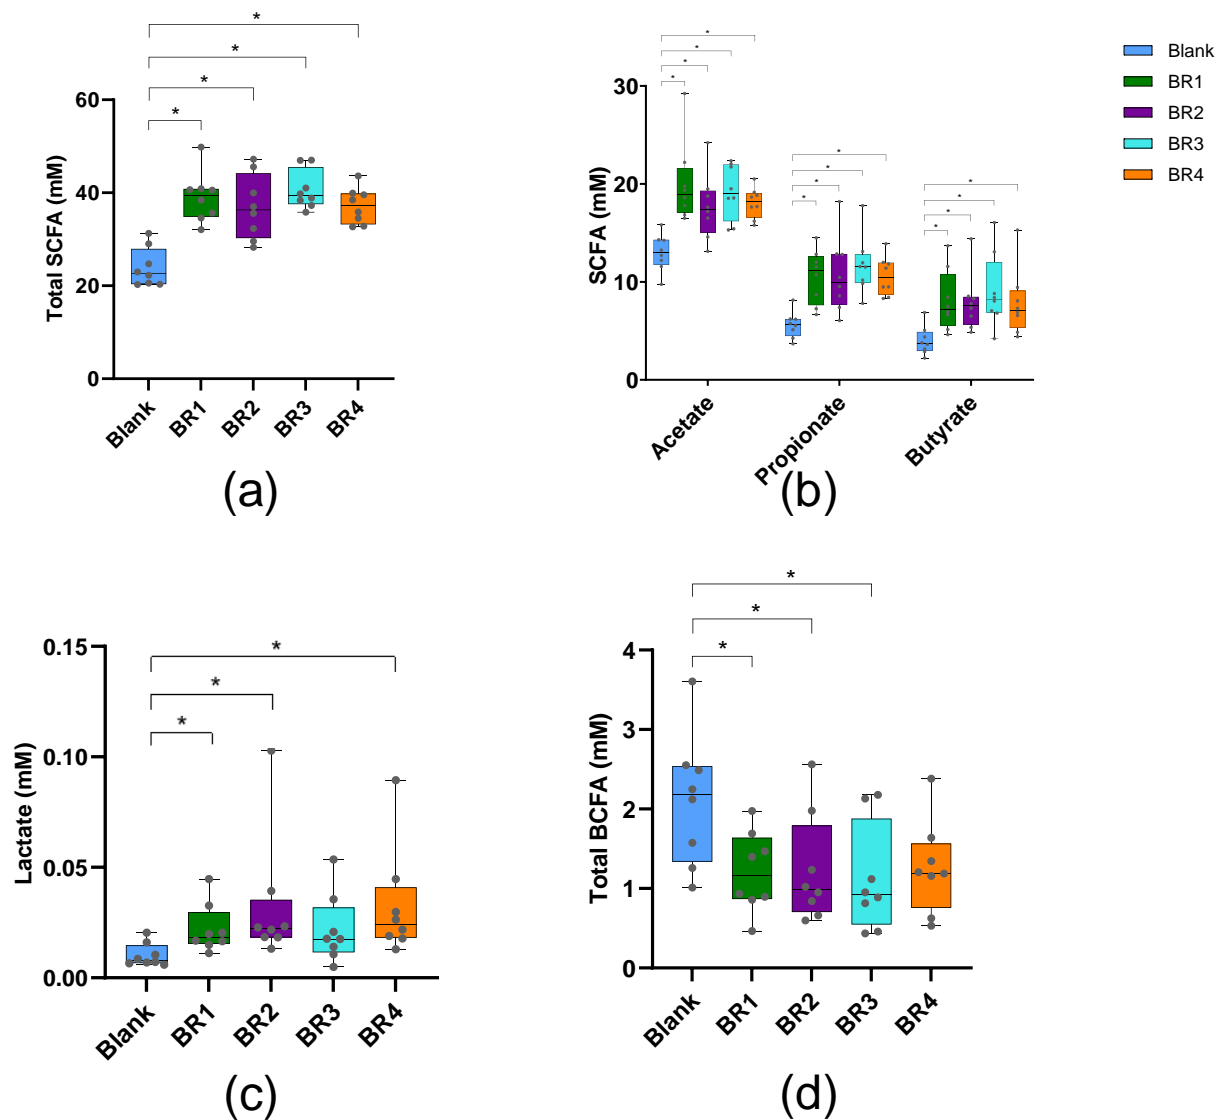 *
*
*
*
Total SCFA (mM)
60
40
20
0
Blank
BR1
BR2
BR3
BR4
(a)
* * *
* * *
* * *
* * *
SCFA (mM)
30
20
10
0
Acetate
Propionate
Butyrate
(b)
Blank
BR1
BR2
BR3
BR4
*
*
*
Lactate (mM)
0.15
0.10
0.05
0.00
Blank
BR1
BR2
BR3
BR4
(c)
*
*
*
Total BCFA (mM)
4
3
2
1
0
Blank
BR1
BR2
BR3
BR4
(d)